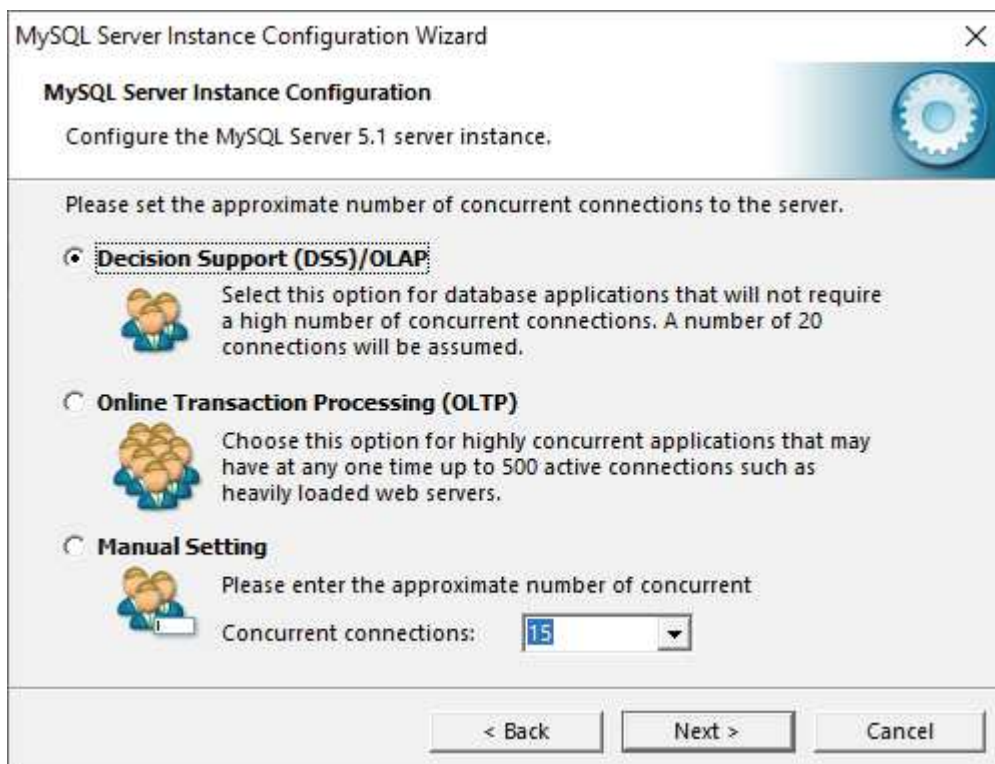 MySQL Server Instance Configuration Wizard
MySQL Server Instance Configuration
Configure the MySQL Server 5.1 server instance.
Please set the approximate number of concurrent connections to the server.
Decision Support (DSS)/OLAP
Select this option for database applications that will not require
a high number of concurrent connections. A number of 20
connections will be assumed.
Online Transaction Processing (OLTP)
Choose this option for highly concurrent applications that may
have at any one time up to 500 active connections such as
heavily loaded web servers.
Manual Setting
Please enter the approximate number of concurrent
Concurrent connections: 15
< Back Next > Cancel